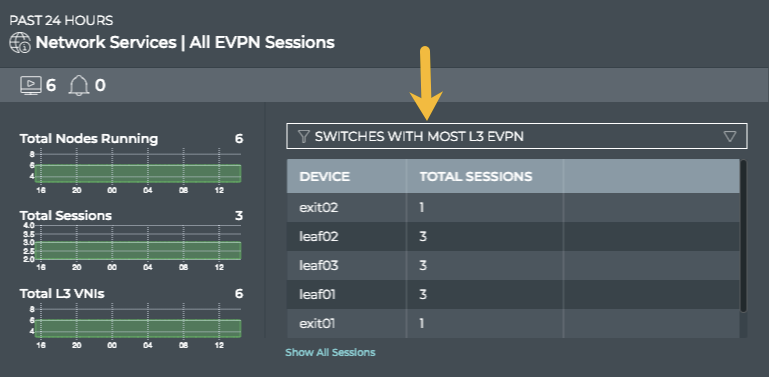 PAST 24 HOURS
Network Services | All EVPN Sessions
6 0
Total Nodes Running 6
8
6
4
16 20 00 04 08 12
Total Sessions 3
4.0
3.5
3.0
2.5
2.0
16 20 00 04 08 12
Total L3 VNIs 6
8
6
4
16 20 00 04 08 12
SWITCHES WITH MOST L3 EVPN
DEVICE TOTAL SESSIONS
exit02 1
leaf02 3
leaf03 3
leaf01 3
exit01 1
Show All Sessions